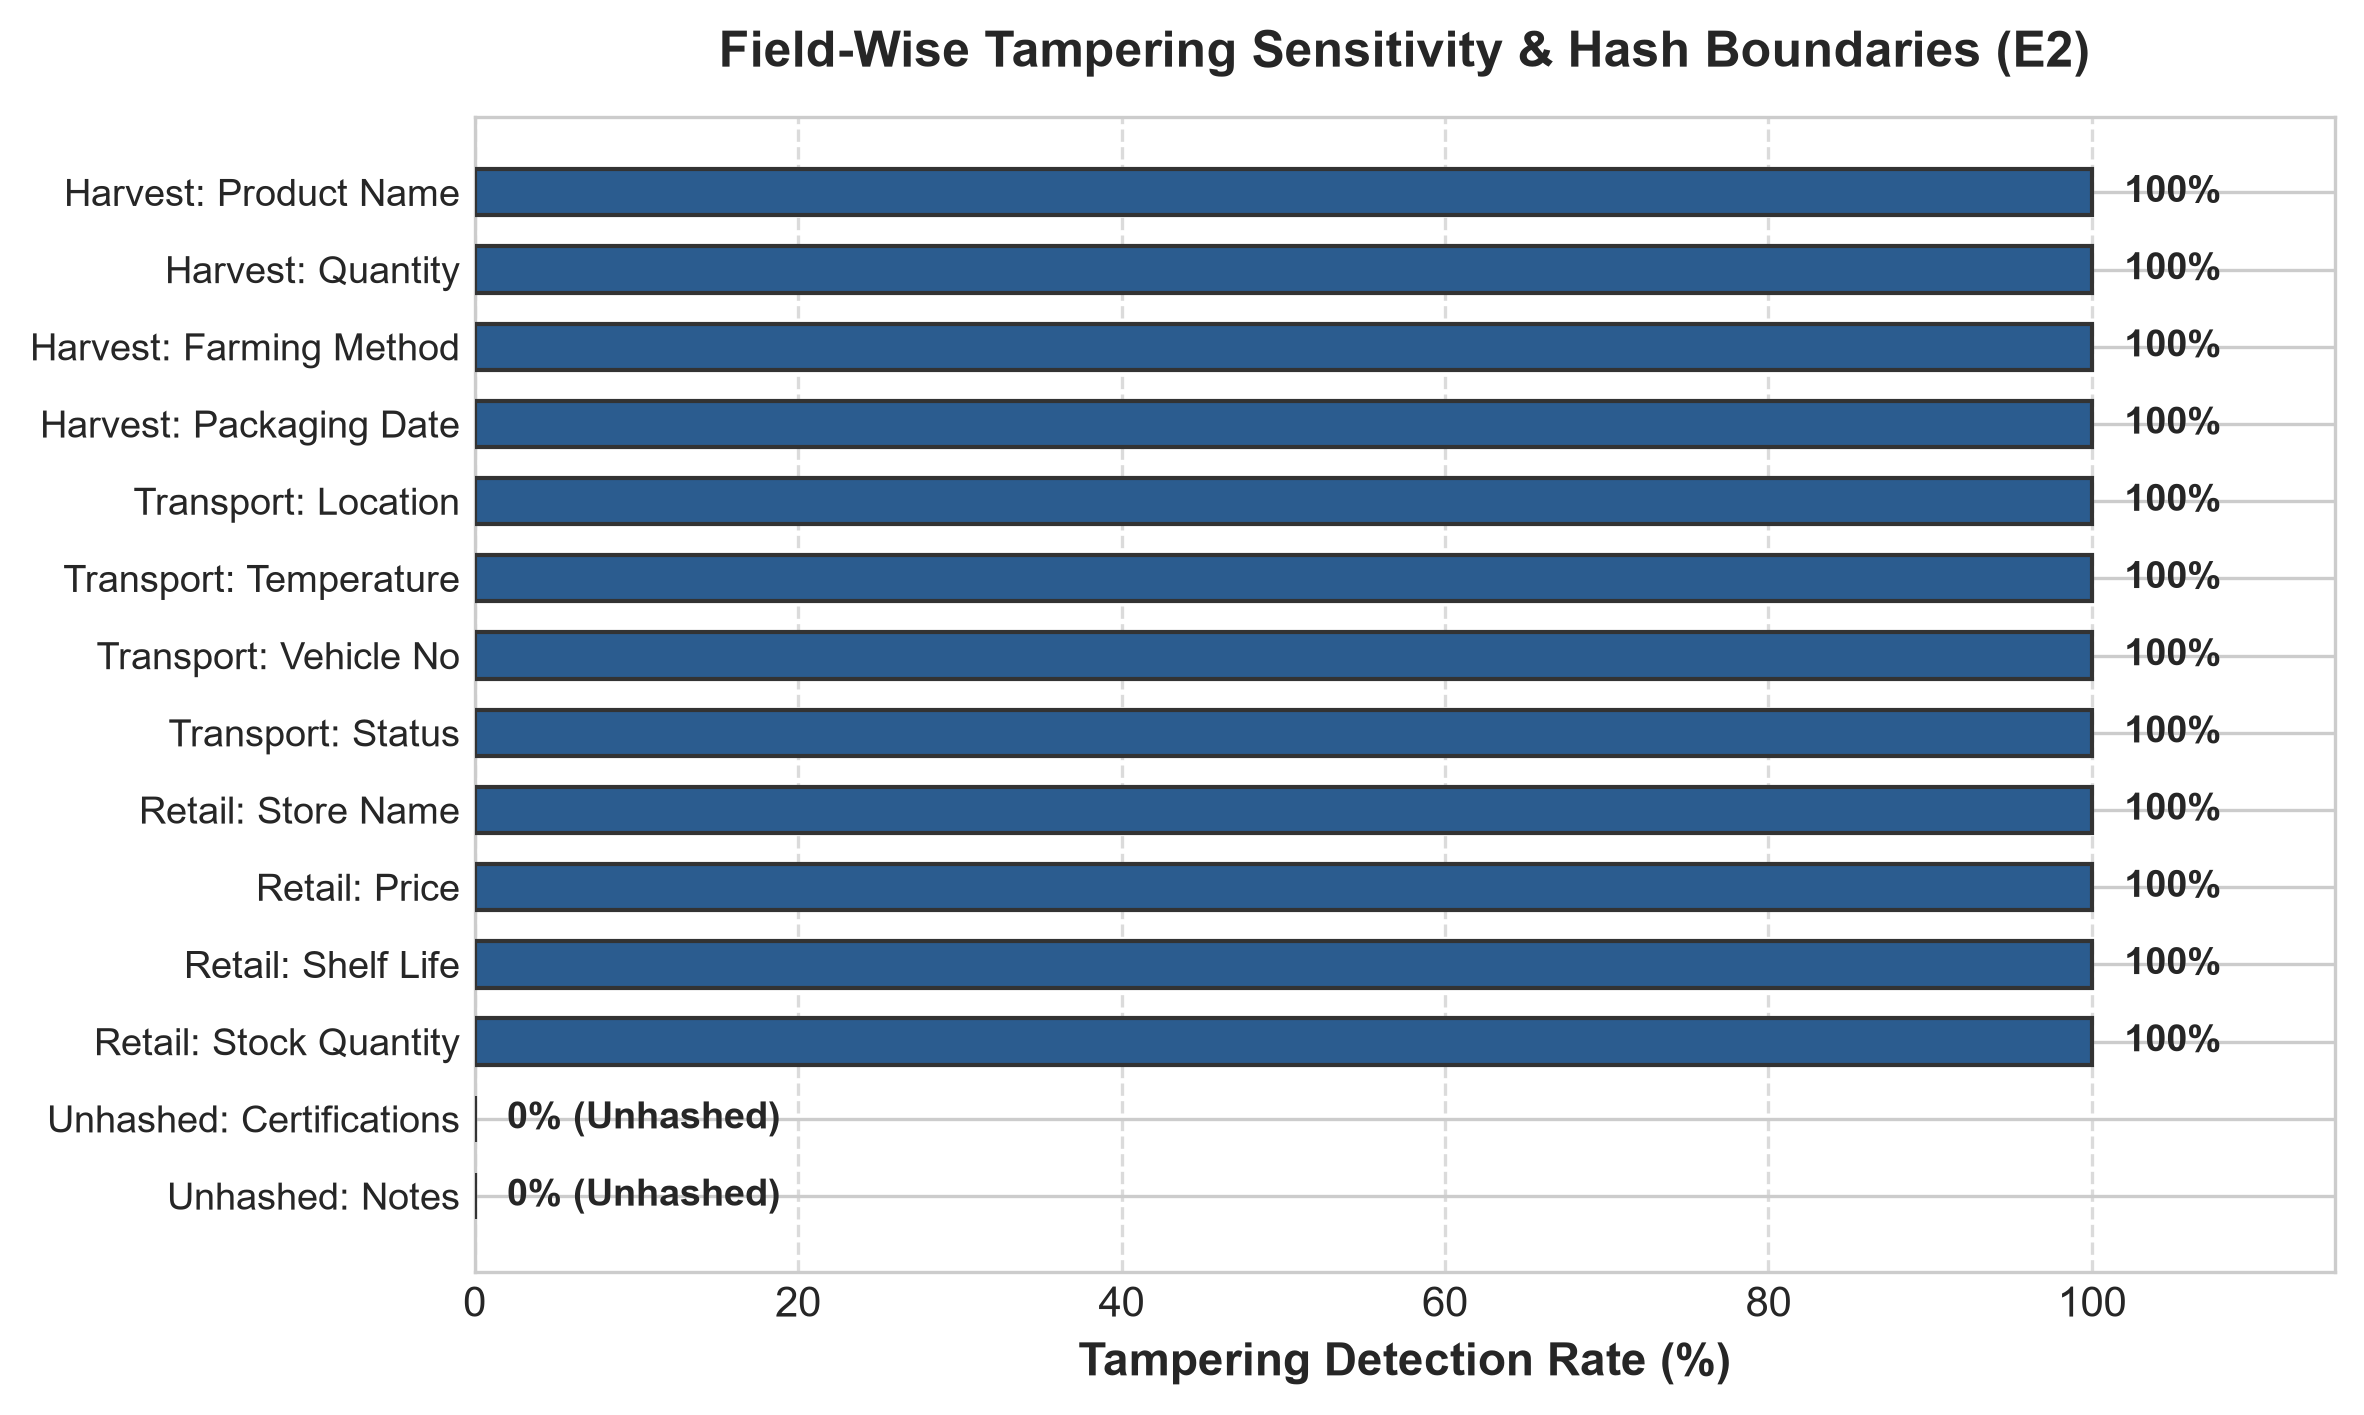 Field-Wise Tampering Sensitivity & Hash Boundaries (E2)
Harvest: Product Name 100%
Harvest: Quantity 100%
Harvest: Farming Method 100%
Harvest: Packaging Date 100%
Transport: Location 100%
Transport: Temperature 100%
Transport: Vehicle No 100%
Transport: Status 100%
Retail: Store Name 100%
Retail: Price 100%
Retail: Shelf Life 100%
Retail: Stock Quantity 100%
Unhashed: Certifications 0% (Unhashed)
Unhashed: Notes 0% (Unhashed)
0 20 40 60 80 100
Tampering Detection Rate (%)